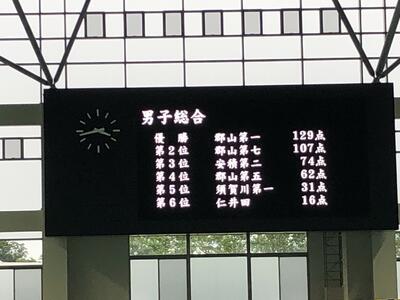 男子総合
優勝 郡山第一 129点
第2位 郡山第七 107点
第3位 安積第二 74点
第4位 郡山第五 62点
第5位 須賀川第一 31点
第6位 仁井田 16点